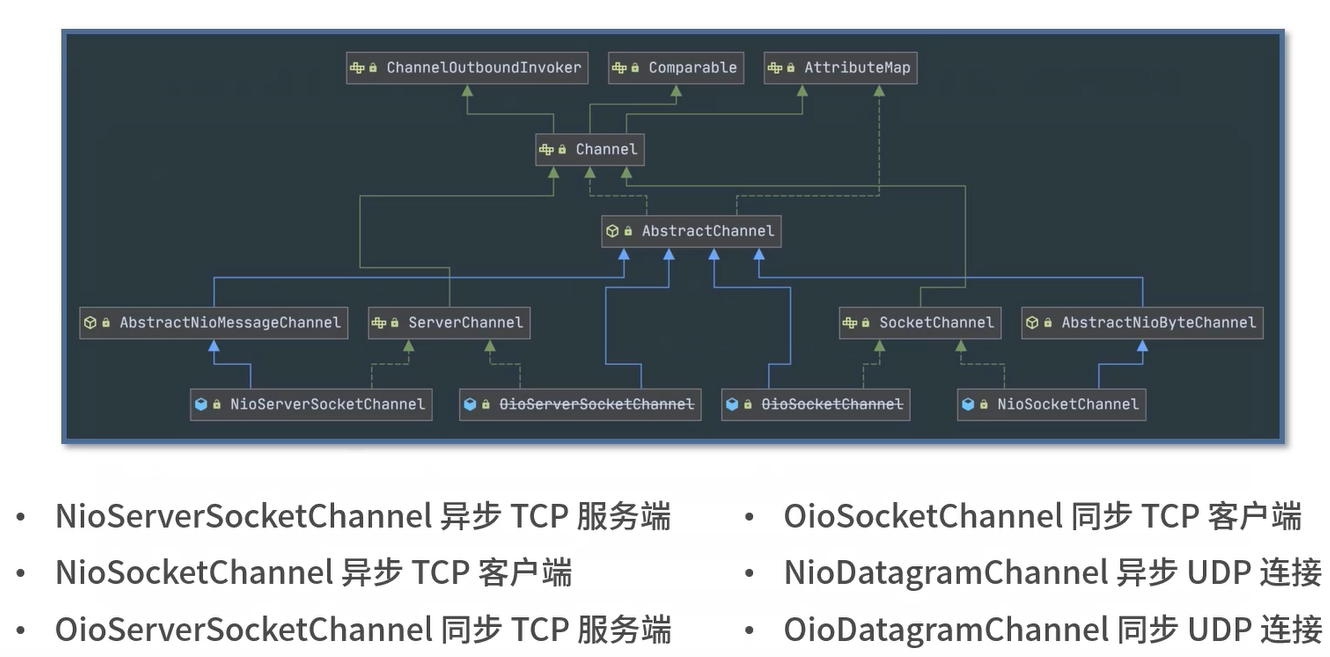 ChannelOutboundInvoker Comparable AttributeMap
Channel
AbstractChannel
AbstractNioMessageChannel ServerChannel SocketChannel AbstractNioByteChannel
NioServerSocketChannel OioServerSocketChannel OioSocketChannel NioSocketChannel
• NioServerSocketChannel 异步 TCP 服务端
• NioSocketChannel 异步 TCP 客户端
• OioServerSocketChannel 同步 TCP 服务端
• OioSocketChannel 同步 TCP 客户端
• NioDatagramChannel 异步 UDP 连接
• OioDatagramChannel 同步 UDP 连接